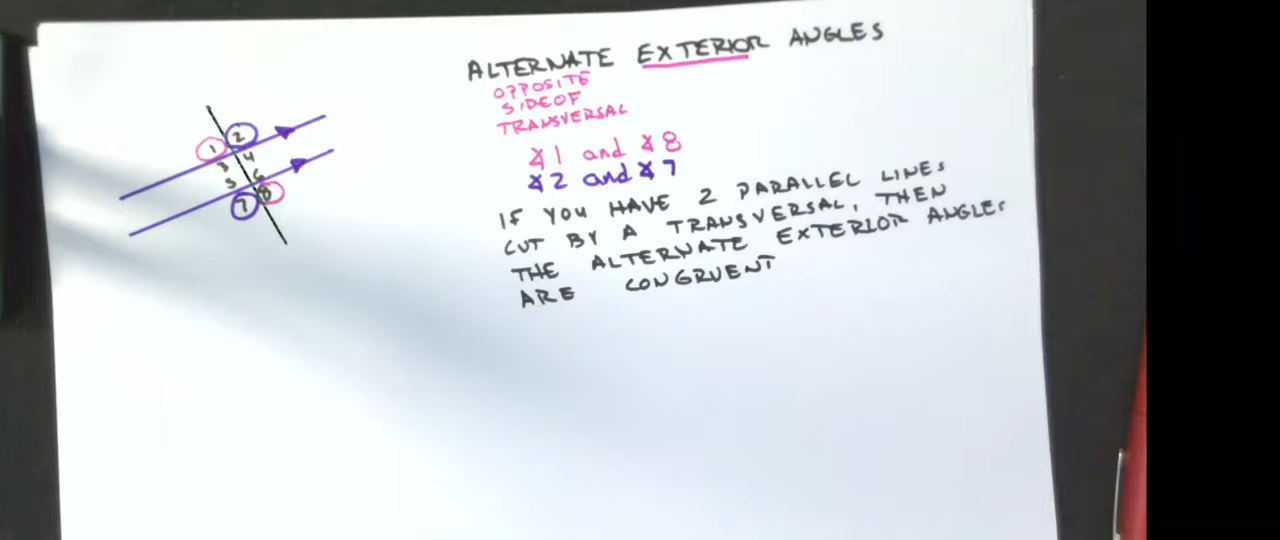 ALTERNATE EXTERIOR ANGLES
OPPOSITE
SIDE OF
TRANSVERSAL
∡1 and ∡8
∡2 and ∡7
IF YOU HAVE 2 PARALLEL LINES
CUT BY A TRANSVERSAL, THEN
THE ALTERNATE EXTERIOR ANGLES
ARE CONGRUENT
1 2
3 4
5 6
7 8